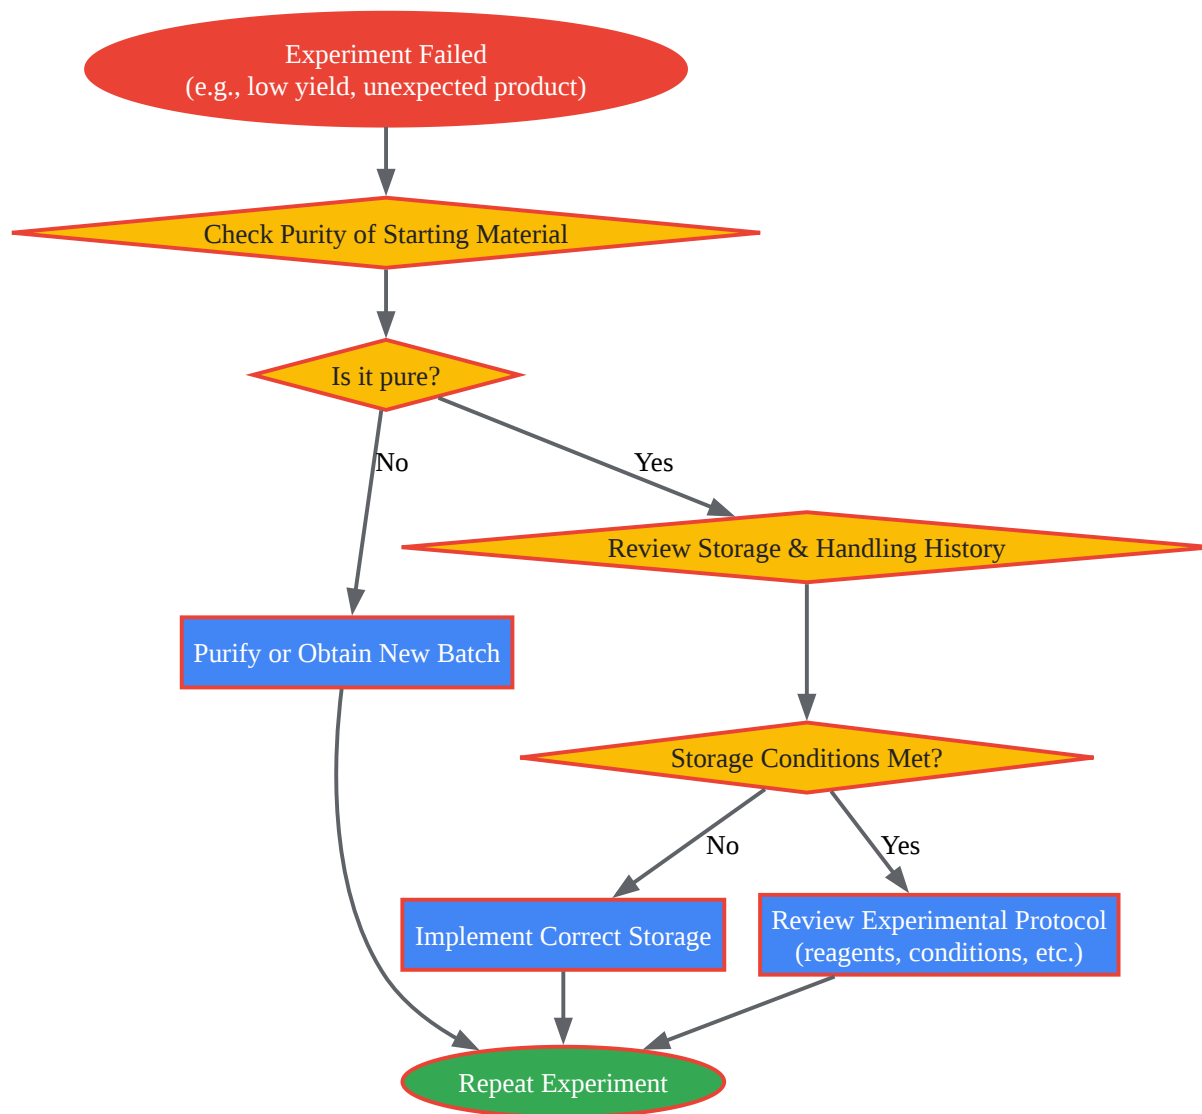 Experiment Failed
(e.g., low yield, unexpected product)
Check Purity of Starting Material
Is it pure?
No
Yes
Review Storage & Handling History
Purify or Obtain New Batch
Storage Conditions Met?
No
Yes
Implement Correct Storage
Review Experimental Protocol
(reagents, conditions, etc.)
Repeat Experiment